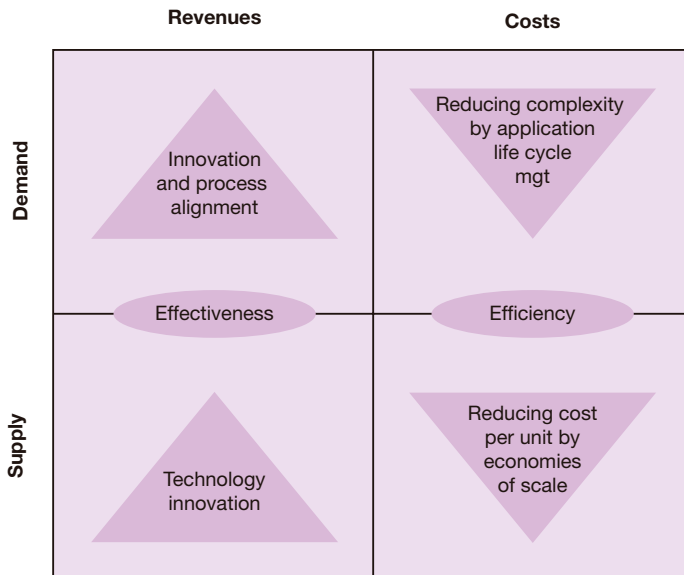 Revenues
Costs
Demand
Innovation
and process
alignment
Reducing complexity
by application
life cycle
mgt
Effectiveness
Efficiency
Supply
Technology
innovation
Reducing cost
per unit by
economies
of scale